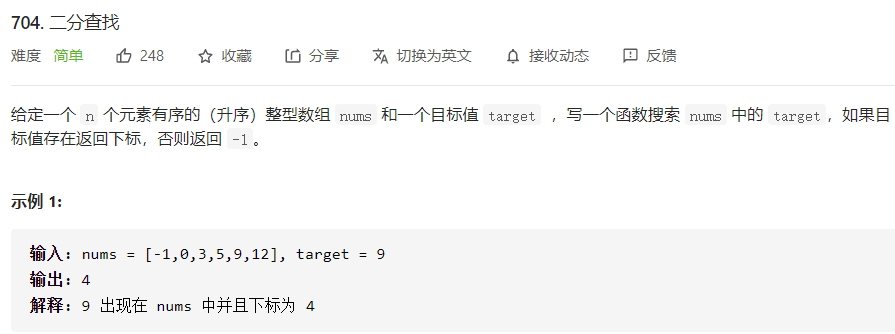 704. 二分查找
难度 简单 248 收藏 分享 切换为英文 接收动态 反馈
给定一个 n 个元素有序的（升序）整型数组 nums 和一个目标值 target ，写一个函数搜索 nums 中的 target，如果目
标值存在返回下标，否则返回 -1。
示例 1:
输入: nums = [-1,0,3,5,9,12], target = 9
输出: 4
解释: 9 出现在 nums 中并且下标为 4